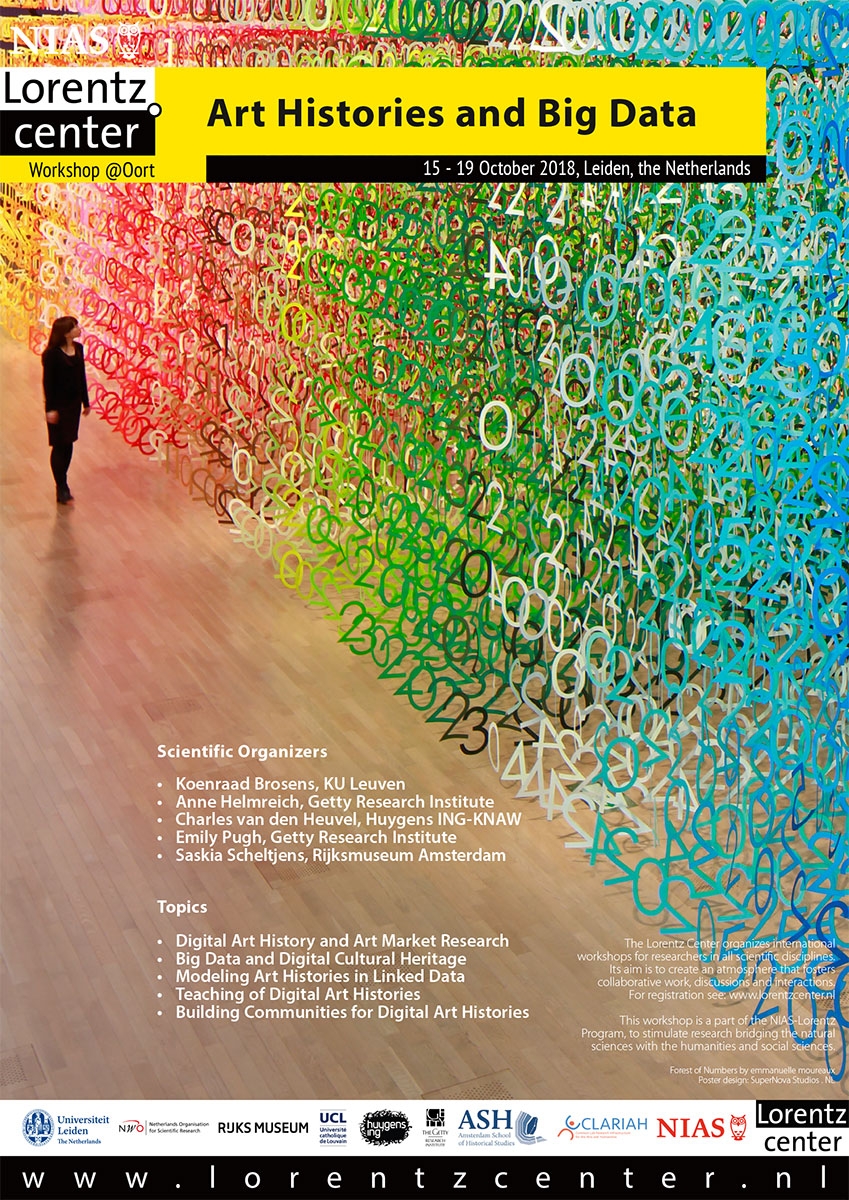 NIAS
Lorentz
center
Workshop @Oort
Art Histories and Big Data
15 - 19 October 2018, Leiden, the Netherlands
Scientific Organizers
• Koenraad Brosens, KU Leuven
• Anne Helmreich, Getty Research Institute
• Charles van den Heuvel, Huygens ING-KNAW
• Emily Pugh, Getty Research Institute
• Saskia Scheltjens, Rijksmuseum Amsterdam
Topics
• Digital Art History and Art Market Research
• Big Data and Digital Cultural Heritage
• Modeling Art Histories in Linked Data
• Teaching of Digital Art Histories
• Building Communities for Digital Art Histories
The Lorentz Center organizes international
workshops for researchers in all scientific disciplines.
Its aim is to create an atmosphere that fosters
collaborative work, discussions and interactions.
For registration see: www.lorentzcenter.nl
This workshop is a part of the NIAS-Lorentz
Program, to stimulate research bridging the natural
sciences with the humanities and social sciences.
Forest of Numbers by emmanuelle moureaux
Poster design: SuperNova Studios . NL
Universiteit
Leiden
The Netherlands
NWO
Netherlands Organisation
for Scientific Research
RIJKS MUSEUM
UCL
Université
catholique
de Louvain
huygens
ing
THE GETTY
RESEARCH
INSTITUTE
ASH
Amsterdam School
of Historical Studies
CLARIAH
NIAS
Lorentz
center
www.lorentzcenter.nl